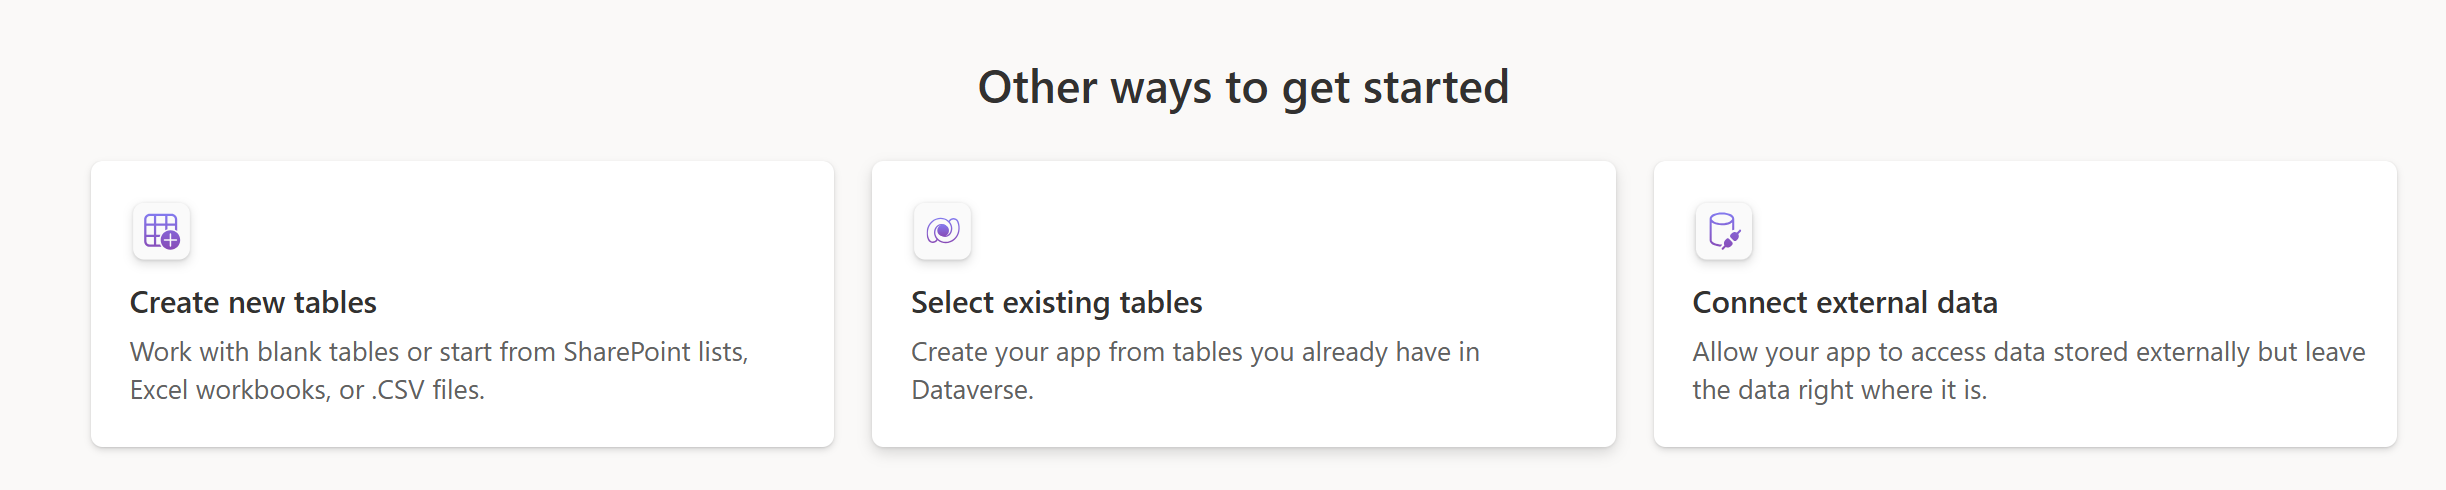 Other ways to get started
Create new tables
Work with blank tables or start from SharePoint lists,
Excel workbooks, or .CSV files.
Select existing tables
Create your app from tables you already have in
Dataverse.
Connect external data
Allow your app to access data stored externally but leave
the data right where it is.